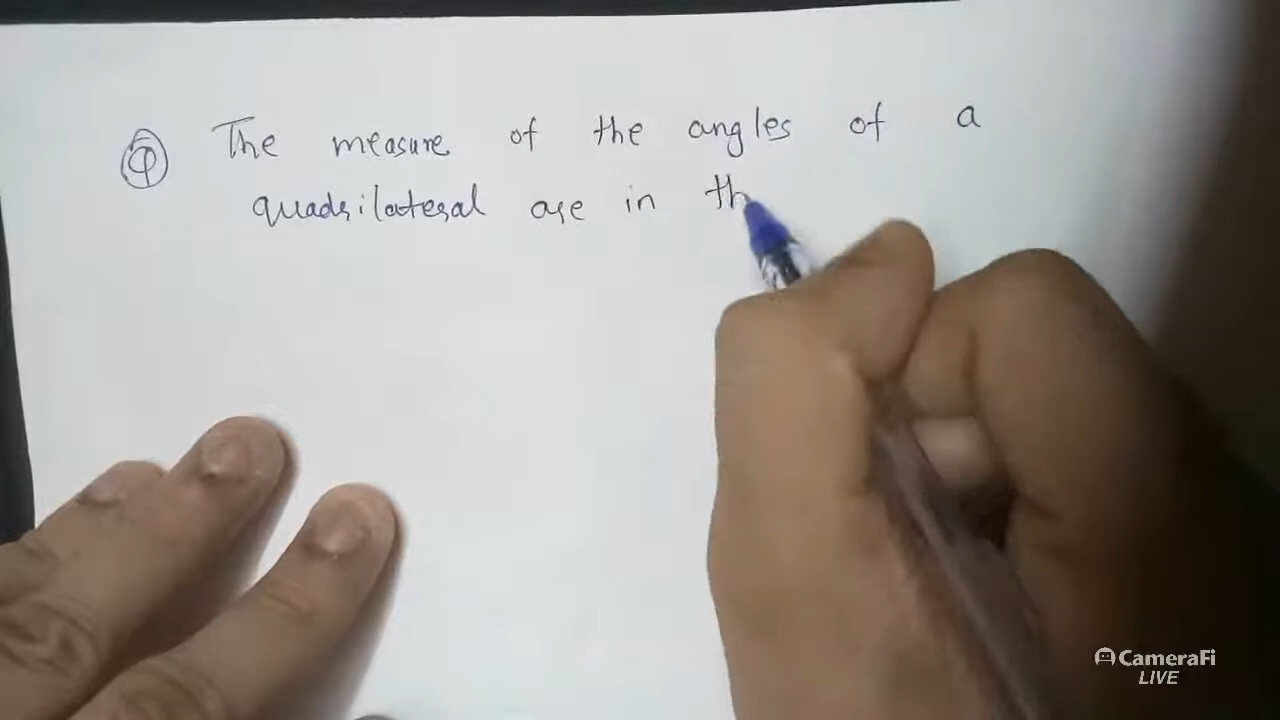 Q The measure of the angles of a
quadrilateral are in th
CameraFi
LIVE